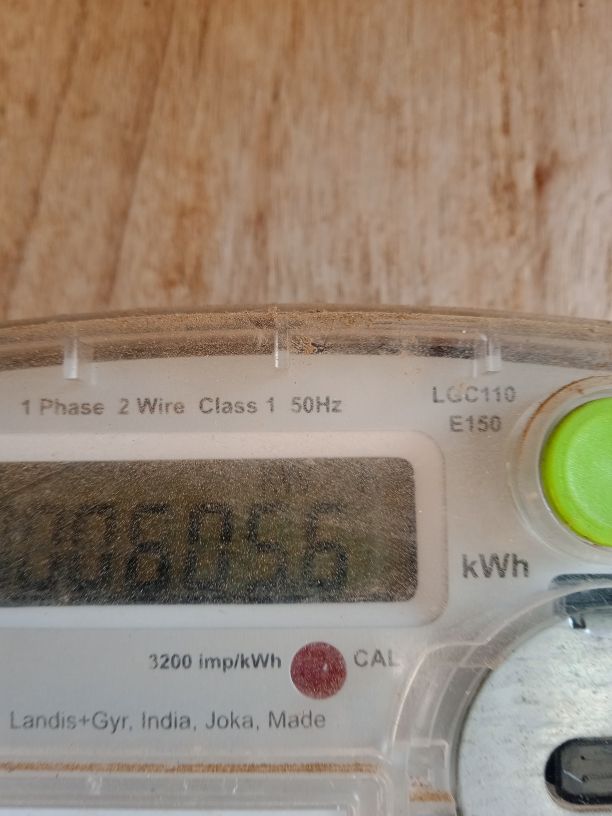 1 Phase 2 Wire Class 1 50Hz
LGC110
E150
006056
kWh
3200 imp/kWh
CAL
Landis+Gyr, India, Joka, Made